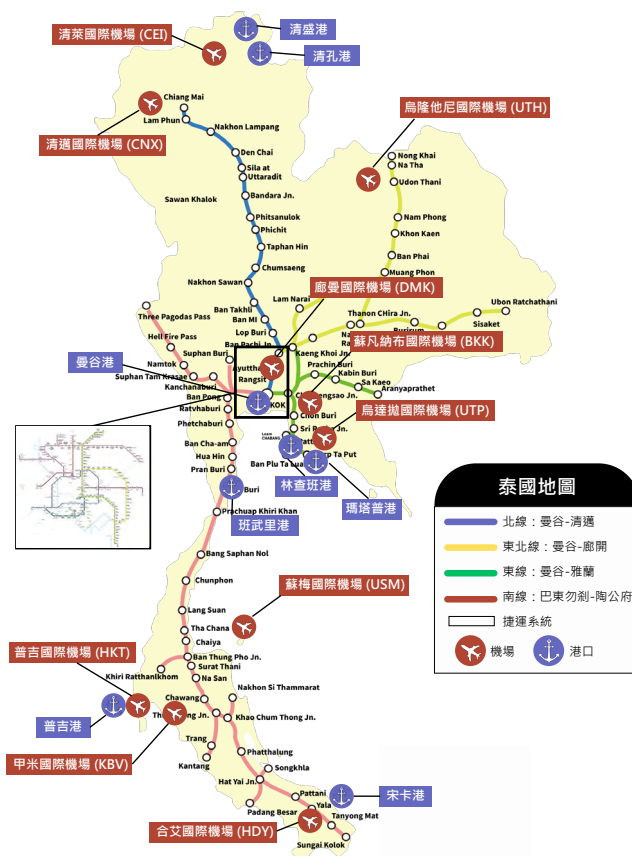 清萊國際機場 (CEI)
清盛港
清孔港
Chiang Mai
Lam Phun
清邁國際機場 (CNX)
烏隆他尼國際機場 (UTH)
Nakhon Lampang
Den Chai
Sila at
Uttaradit
Bandara Jn.
Sawan Khalok
Phitsanulok
Phichit
Taphan Hin
Chumsaeng
Nakhon Sawan
Ban Takhli
Ban MI
Lop Buri
Ban Pachi Jn.
Nong Khai
Na Tha
Udon Thani
Nam Phong
Khon Kaen
Ban Phai
Muang Phon
廊曼國際機場 (DMK)
Lam Narai
Thanon CHira Jn.
Ubon Ratchathani
Sisaket
蘇凡納布國際機場 (BKK)
Three Pagodas Pass
Hell Fire Pass
Namtok
Suphan Buri
Suphan Tam Krasae
Kanchanaburi
曼谷港
Rangsit
KOK
Kaeng Khoi Jn.
Prachin Buri
Kabin Buri
Sa Kaeo
Aranyaprathet
Ban Pong
Ratvhaburi
Phetchaburi
Ban Cha-am
Hua Hin
Pran Buri
Buri
Chon Buri
烏達拋國際機場 (UTP)
CHABANG
Ban Plu Ta Lua
林查班港
瑪塔普港
班武里港
Prachuap Khiri Khan
Bang Saphan Nol
Chunphon
Lang Suan
Tha Chana
Chaiya
蘇梅國際機場 (USM)
Ban Thung Pho Jn.
Surat Thani
Na San
Khiri Ratthanlkhom
普吉國際機場 (HKT)
普吉港
甲米國際機場 (KBV)
Chawang
Nakhon Si Thammarat
Khao Chum Thong Jn.
Trang
Kantang
Phatthalung
Songkhla
Hat Yai Jn.
Padang Besar
Pattani
Yala
Tanyong Mat
Sungai Kolok
宋卡港
合艾國際機場 (HDY)
泰國地圖
北線：曼谷-清邁
東北線：曼谷-廊開
東線：曼谷-雅蘭
南線：巴東勿剎-陶公府
捷運系統
機場
港口